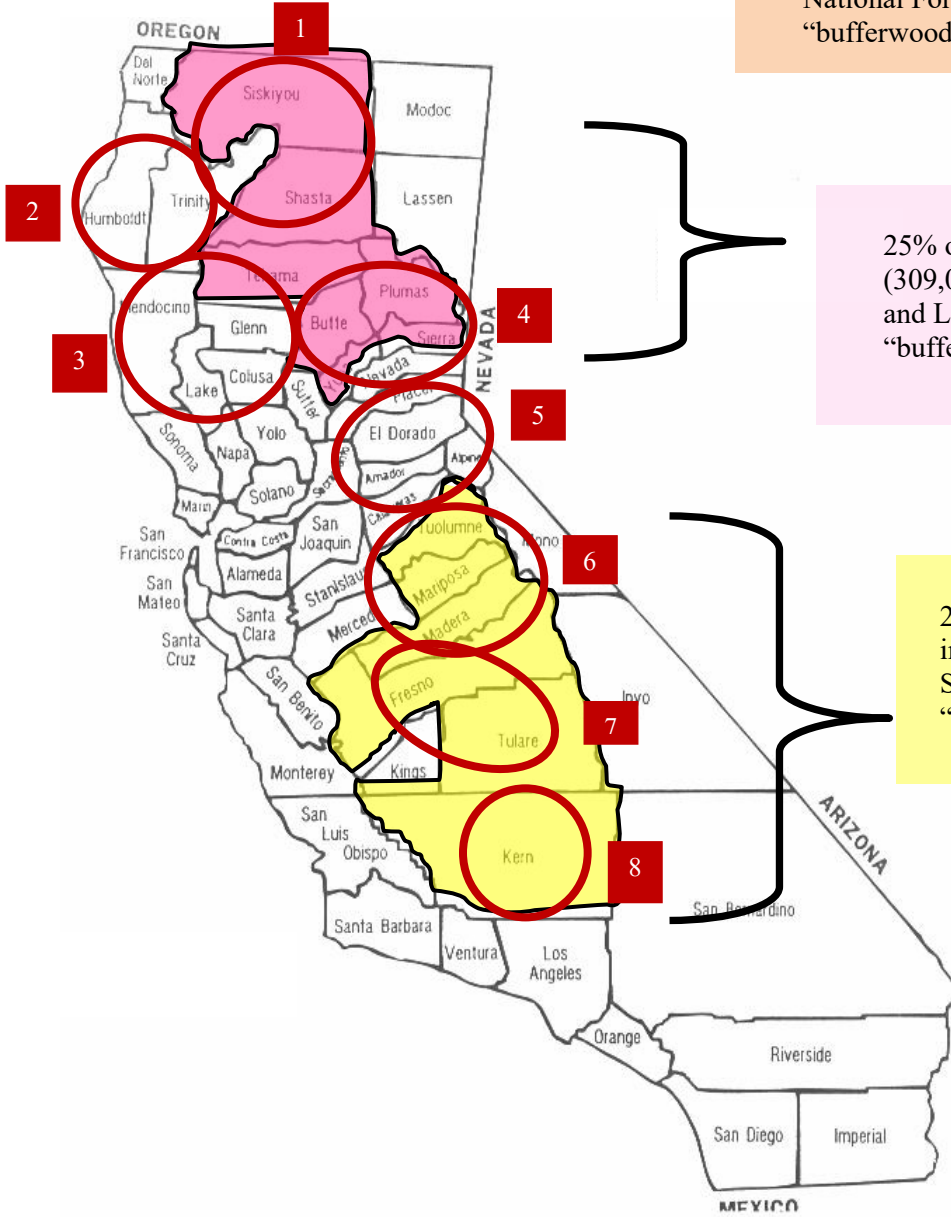 National For
“bufferwood
OREGON
1
Del
Norte
Siskiyou
Modoc
2
Humboldt
Trinity
Shasta
Lassen
25% o
(309,0
and L
“buffe
Tehama
Plumas
Mendocino
Glenn
Butte
Sierra
4
NEVADA
3
Lake
Colusa
Sutter
Nevada
Placer
5
Sonoma
Napa
Yolo
El Dorado
Alpine
Solano
Amador
Marin
San
Francisco
Contra Costa
San
Joaquin
Tuolumne
Mono
6
Alameda
Stanislau
Mariposa
San
Mateo
Santa
Clara
Merced
Madera
2
in
S
“
Santa
Cruz
San Benito
Fresno
Inyo
7
Tulare
Monterey
Kings
ARIZONA
San
Luis
Obispo
Kern
8
San Bernardino
Santa Barbara
Ventura
Los
Angeles
Orange
Riverside
San Diego
Imperial
MEXICO